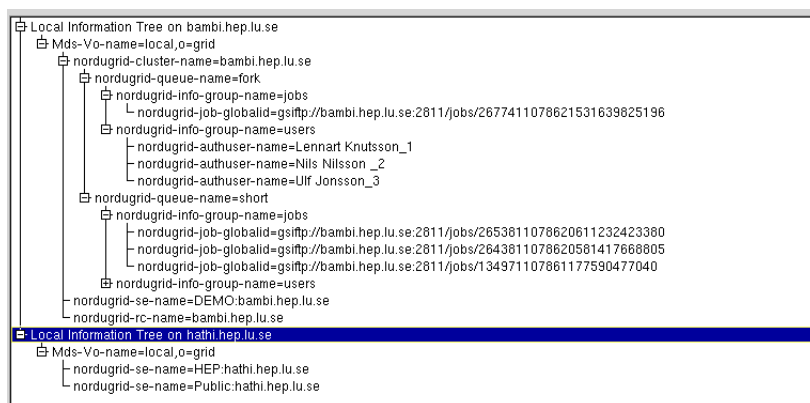 Local Information Tree on bambi.hep.lu.se
Mds-Vo-name=local,o=grid
nordugrid-cluster-name=bambi.hep.lu.se
nordugrid-queue-name=fork
nordugrid-info-group-name=jobs
nordugrid-job-globalid=gsiftp://bambi.hep.lu.se:2811/jobs/2677411078621531639825196
nordugrid-info-group-name=users
nordugrid-authuser-name=Lennart Knutsson_1
nordugrid-authuser-name=Nils Nilsson _2
nordugrid-authuser-name=Ulf Jonsson_3
nordugrid-queue-name=short
nordugrid-info-group-name=jobs
nordugrid-job-globalid=gsiftp://bambi.hep.lu.se:2811/jobs/2653811078620611232423380
nordugrid-job-globalid=gsiftp://bambi.hep.lu.se:2811/jobs/2643811078620581417668805
nordugrid-job-globalid=gsiftp://bambi.hep.lu.se:2811/jobs/134971107861177590477040
nordugrid-info-group-name=users
nordugrid-se-name=DEMO:bambi.hep.lu.se
nordugrid-rc-name=bambi.hep.lu.se
Local Information Tree on hathi.hep.lu.se
Mds-Vo-name=local,o=grid
nordugrid-se-name=HEP:hathi.hep.lu.se
nordugrid-se-name=Public:hathi.hep.lu.se